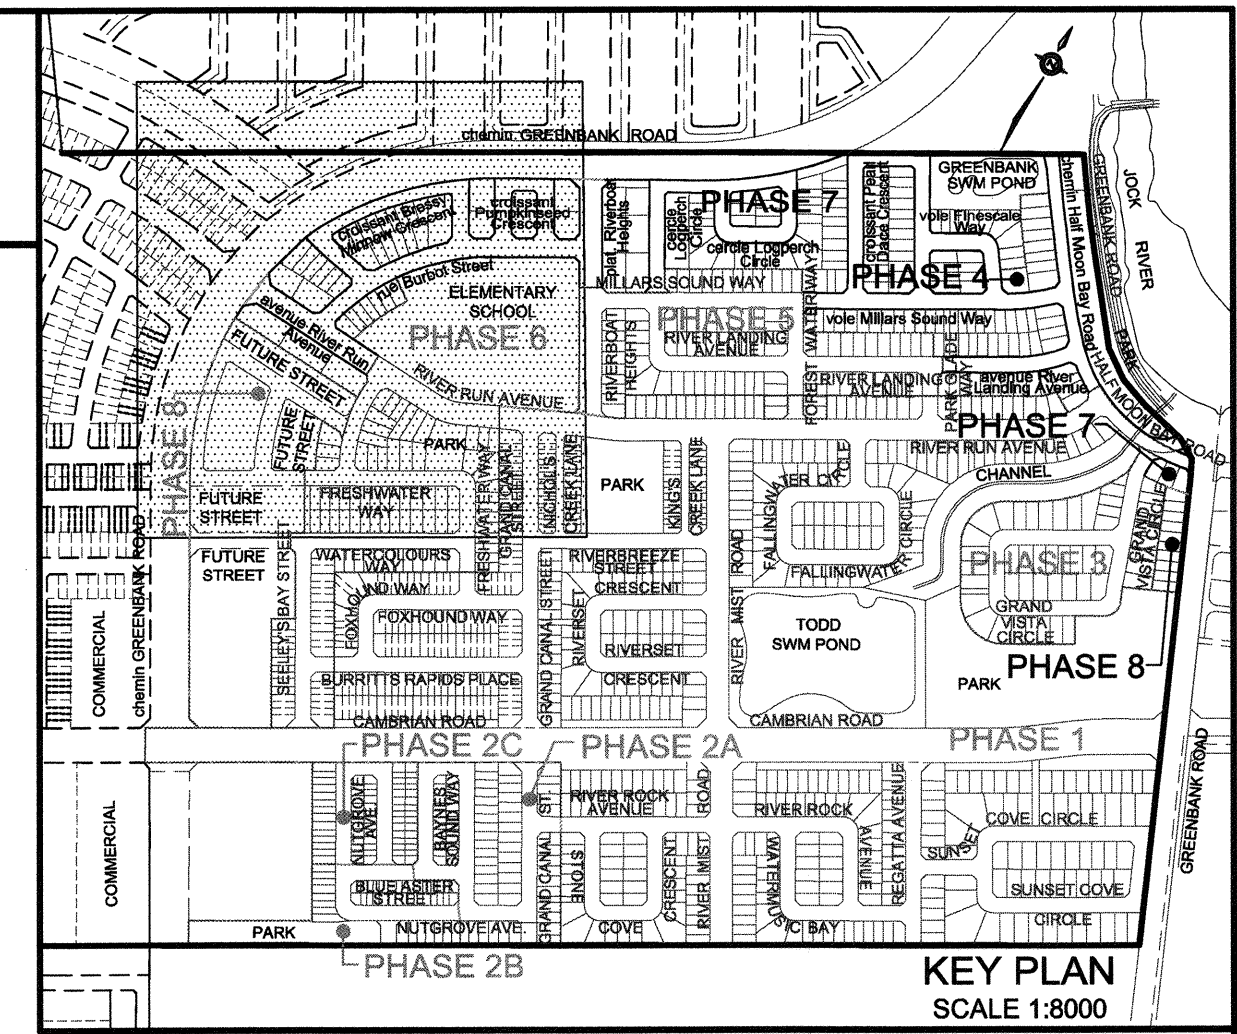 chemin GREENBANK ROAD
N
GREENBANK
SWM POND
chemin Half Moon Bay Road
GREENBANK ROAD
JOCK
RIVER
PARK
HALF MOON BAY ROAD
croissant Bressy
Minnow Crescent
croissant
Pumpkinseed
Crescent
plat. Riverboat
Heights
cercle
Logperch
Circle
PHASE 7
cercle Logperch
Circle
croissant Pearl
Dace Crescent
voie Finescale
Way
PHASE 4
rue Burbot Street
ELEMENTARY
SCHOOL
MILLARS SOUND WAY
PHASE 6
PHASE 5
voie Millars Sound Way
avenue River Run
Avenue
RIVERBOAT
HEIGHTS
RIVER LANDING
AVENUE
FOREST WATER WAY
RIVER LANDING
AVENUE
PARK GLADE
WAY
avenue River
Landing Avenue
FUTURE STREET
RIVER RUN AVENUE
PHASE 8
FUTURE
STREET
PARK
PHASE 7
RIVER RUN AVENUE
CHANNEL
FRESHWATER WAY
GRAND CANAL
STREET
NICHOLS
CREEK LANE
PARK
KING'S
CREEK LANE
FALLINGWATER CIRCLE
FALLINGWATER CIRCLE
GRAND
VISTA CIRCLE
FUTURE
STREET
FRESHWATER
WAY
FUTURE
STREET
SEELEY'S BAY STREET
WATERCOLOURS
WAY
RIVERBREEZE
STREET
RIVER MIST ROAD
PHASE 3
FOXHOUND WAY
FOXHOUND WAY
GRAND CANAL STREET
RIVERSET
CRESCENT
RIVERSET
CRESCENT
TODD
SWM POND
GRAND
VISTA
CIRCLE
PHASE 8
PARK
BURRITTS RAPIDS PLACE
CAMBRIAN ROAD
CAMBRIAN ROAD
COMMERCIAL
chemin GREENBANK ROAD
PHASE 2C
PHASE 2A
PHASE 1
GREENBANK ROAD
COMMERCIAL
NUTGROVE
AVE
BAYNES
SOUND WAY
GRAND CANAL ST.
RIVER ROCK
AVENUE
RIVER MIST ROAD
RIVER ROCK
AVENUE
REGATTA AVENUE
SUNSET
COVE CIRCLE
BLUE ASTER
STREET
STONE
COVE
CRESCENT
WATERMUSIC BAY
SUNSET COVE
CIRCLE
PARK
NUTGROVE AVE.
PHASE 2B
KEY PLAN
SCALE 1:8000